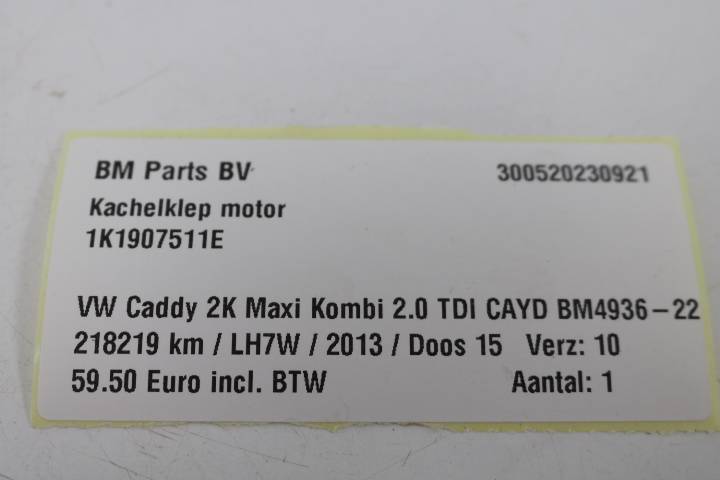 BM Parts BV 300520230921
Kachelklep motor
1K1907511E
VW Caddy 2K Maxi Kombi 2.0 TDI CAYD BM4936-22
218219 km / LH7W / 2013 / Doos 15 Verz: 10
59.50 Euro incl. BTW Aantal: 1